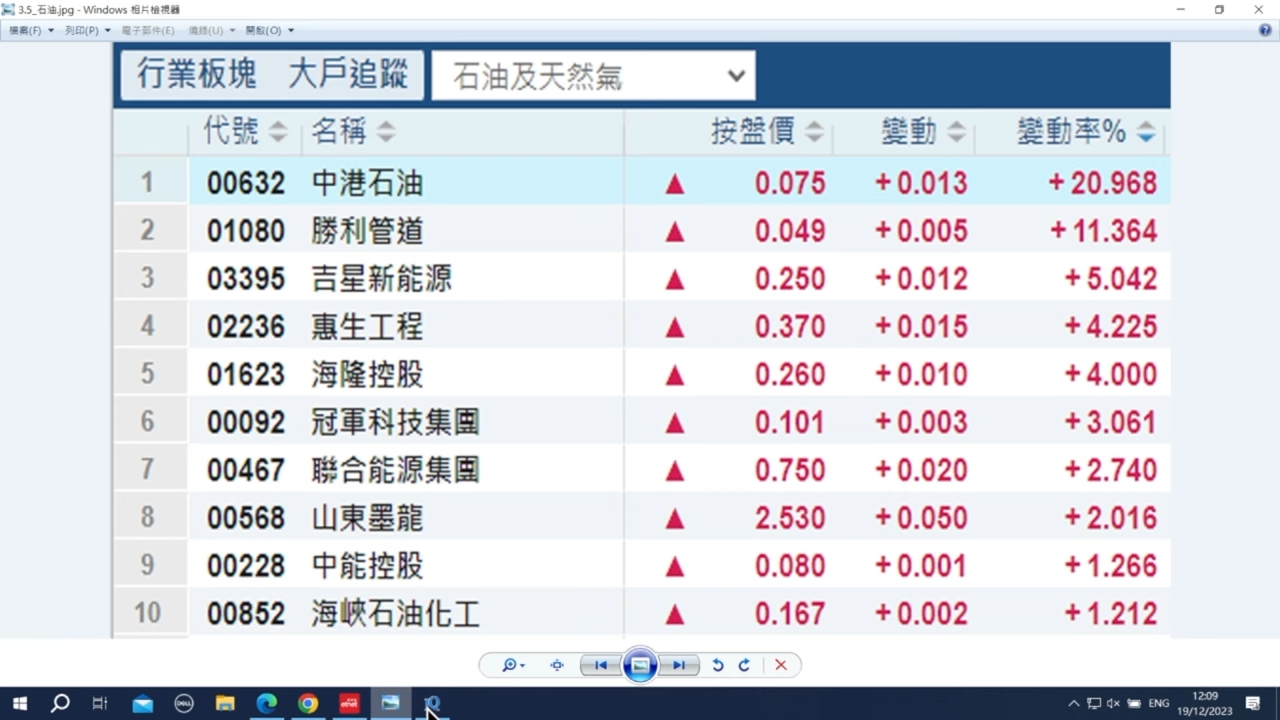 3.5_石油.jpg - Windows 相片檢視器
檔案(F) 列印(P) 電子郵件(E) 燒錄(U) 開啟(O)
行業板塊 大戶追蹤 石油及天然氣
代號 名稱 按盤價 變動 變動率%
1 00632 中港石油 ▲ 0.075 +0.013 +20.968
2 01080 勝利管道 ▲ 0.049 +0.005 +11.364
3 03395 吉星新能源 ▲ 0.250 +0.012 +5.042
4 02236 惠生工程 ▲ 0.370 +0.015 +4.225
5 01623 海隆控股 ▲ 0.260 +0.010 +4.000
6 00092 冠軍科技集團 ▲ 0.101 +0.003 +3.061
7 00467 聯合能源集團 ▲ 0.750 +0.020 +2.740
8 00568 山東墨龍 ▲ 2.530 +0.050 +2.016
9 00228 中能控股 ▲ 0.080 +0.001 +1.266
10 00852 海峽石油化工 ▲ 0.167 +0.002 +1.212
DELL etnet ENG 12:09
19/12/2023